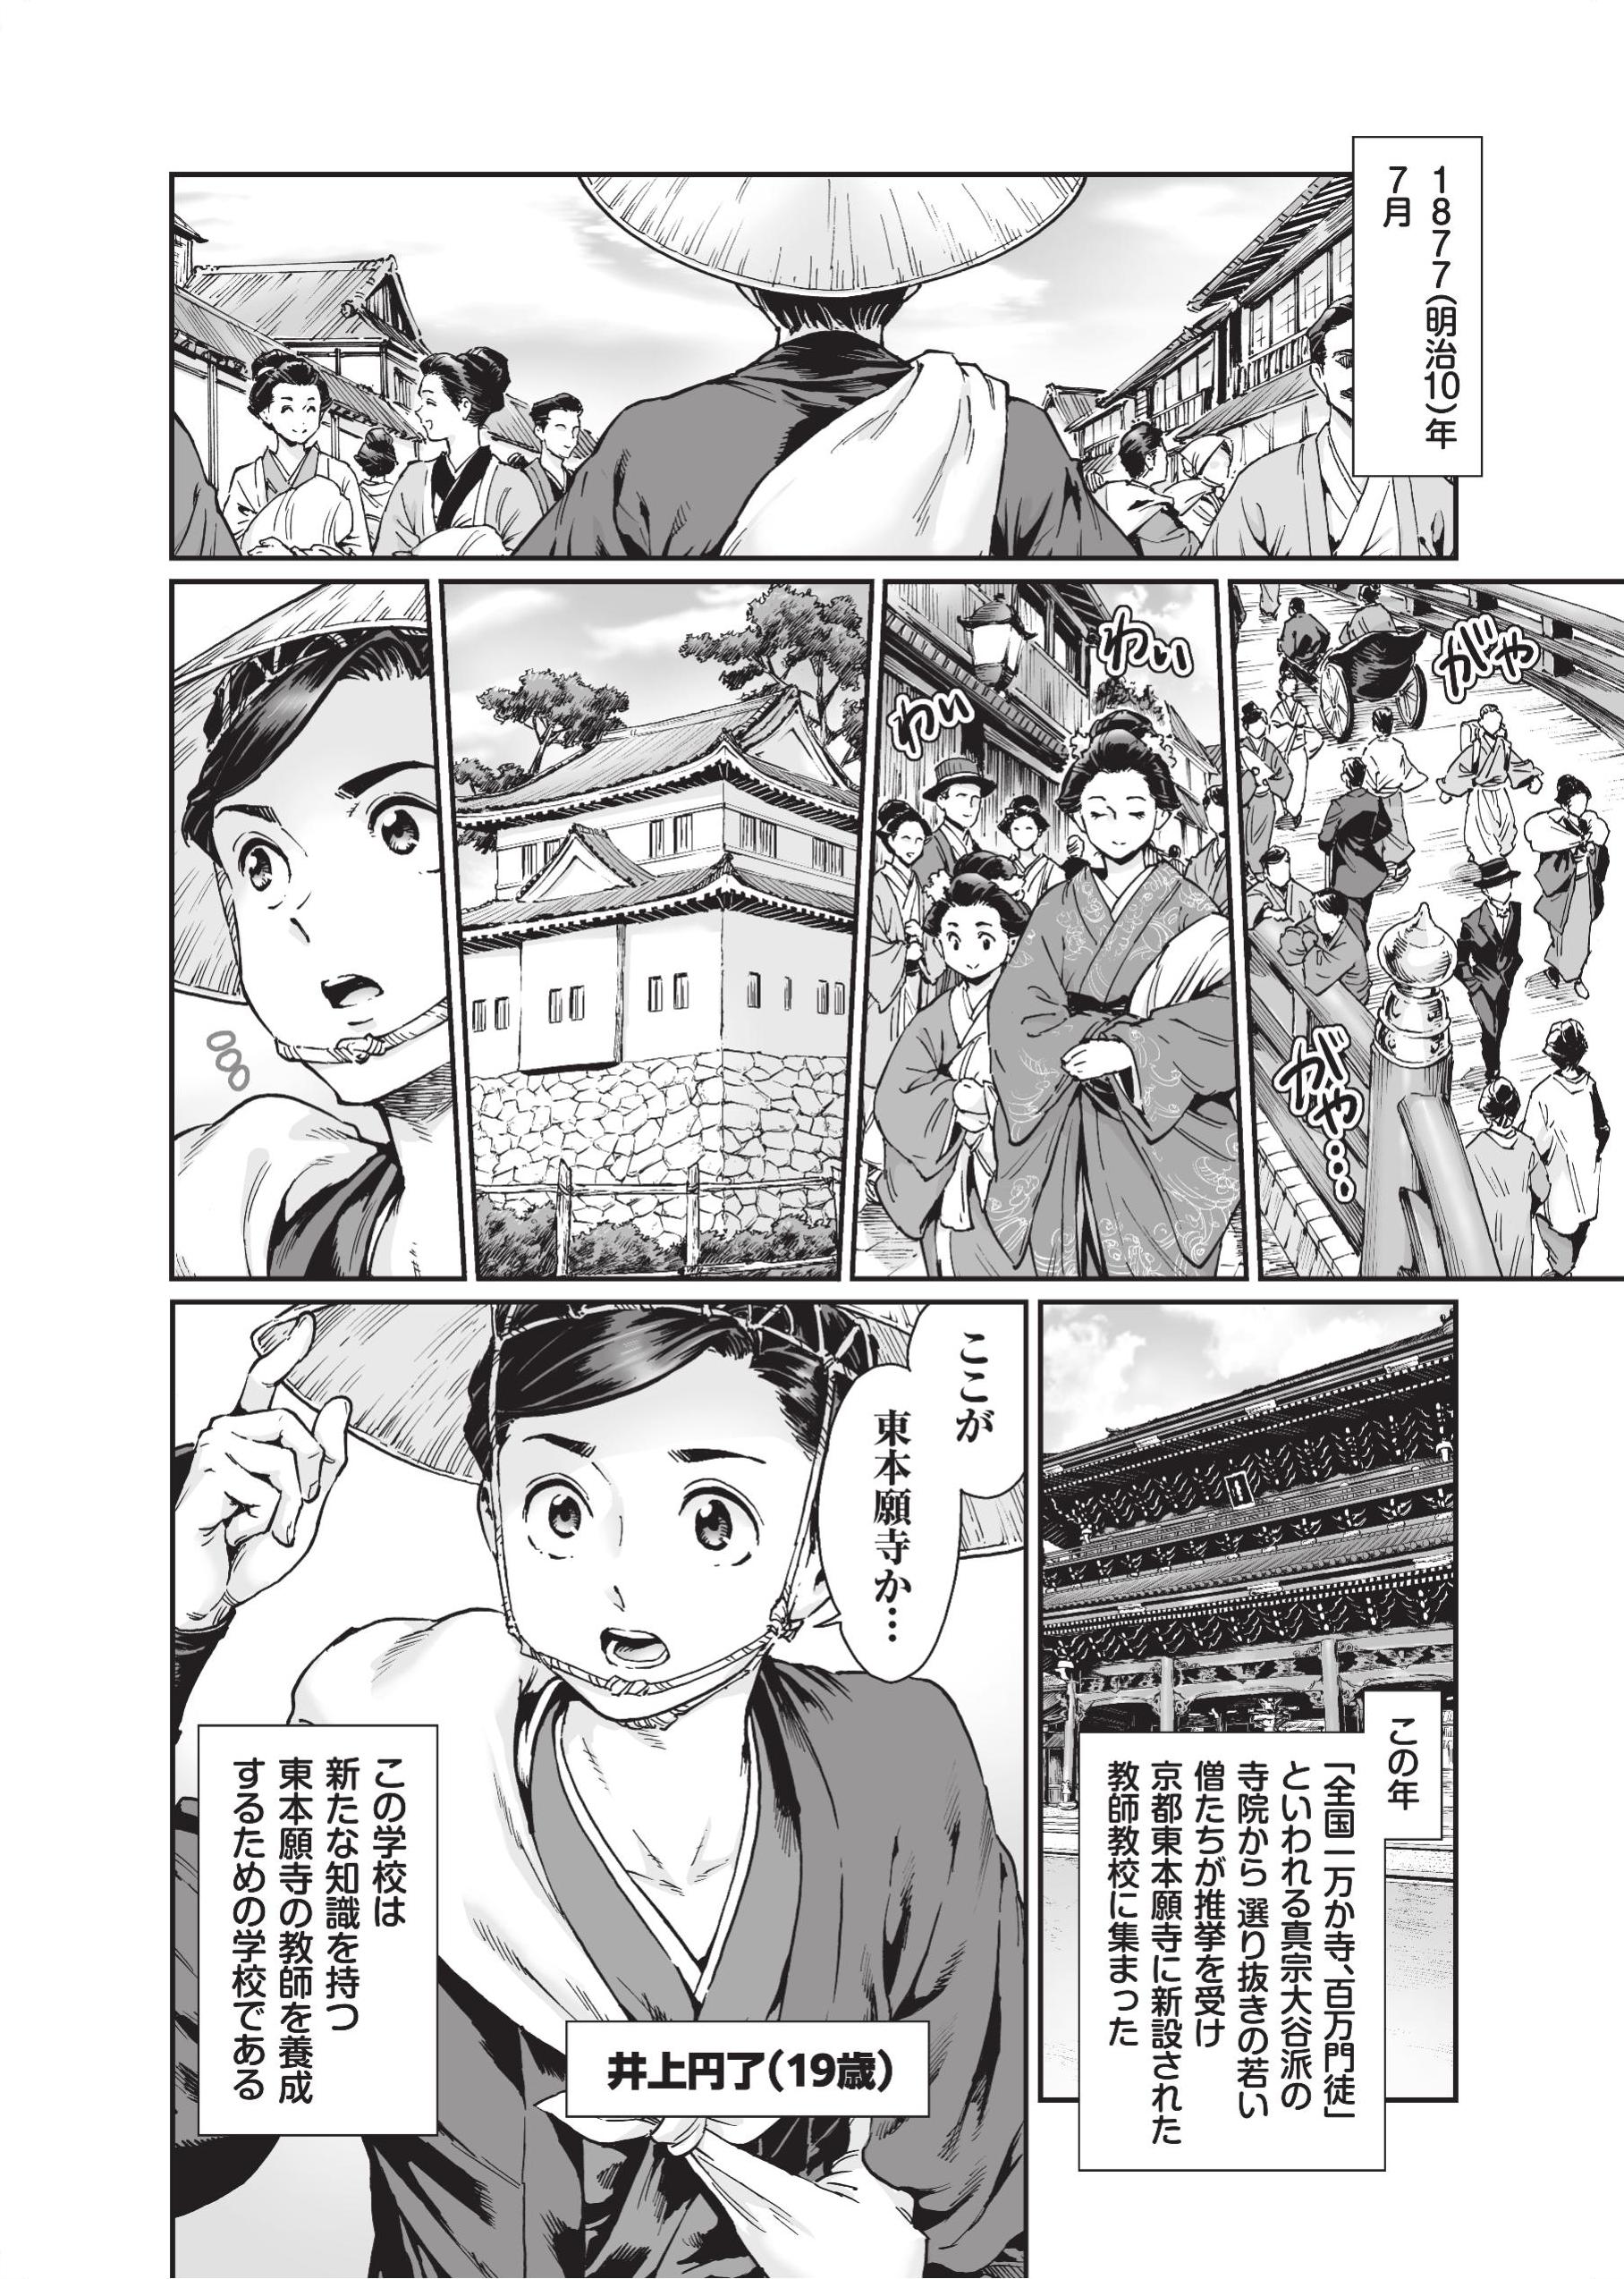 1877(明治10)年
7月
がや
がや…
わい
わい
この年
「全国一万か寺、百万門徒」
といわれる真宗大谷派の
寺院から 選り抜きの若い
僧たちが推挙を受け
京都東本願寺に新設された
教師教校に集まった
ここが
東本願寺か…
井上円了(19歳)
この学校は
新たな知識を持つ
東本願寺の教師を養成
するための学校である